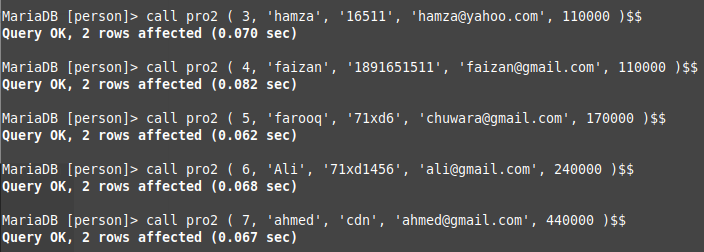 MariaDB [person]> call pro2 ( 3, 'hamza', '16511', 'hamza@yahoo.com', 110000 )$$
Query OK, 2 rows affected (0.070 sec)
MariaDB [person]> call pro2 ( 4, 'faizan', '1891651511', 'faizan@gmail.com', 110000 )$$
Query OK, 2 rows affected (0.082 sec)
MariaDB [person]> call pro2 ( 5, 'farooq', '71xd6', 'chuwara@gmail.com', 170000 )$$
Query OK, 2 rows affected (0.062 sec)
MariaDB [person]> call pro2 ( 6, 'Ali', '71xd1456', 'ali@gmail.com', 240000 )$$
Query OK, 2 rows affected (0.068 sec)
MariaDB [person]> call pro2 ( 7, 'ahmed', 'cdn', 'ahmed@gmail.com', 440000 )$$
Query OK, 2 rows affected (0.067 sec)